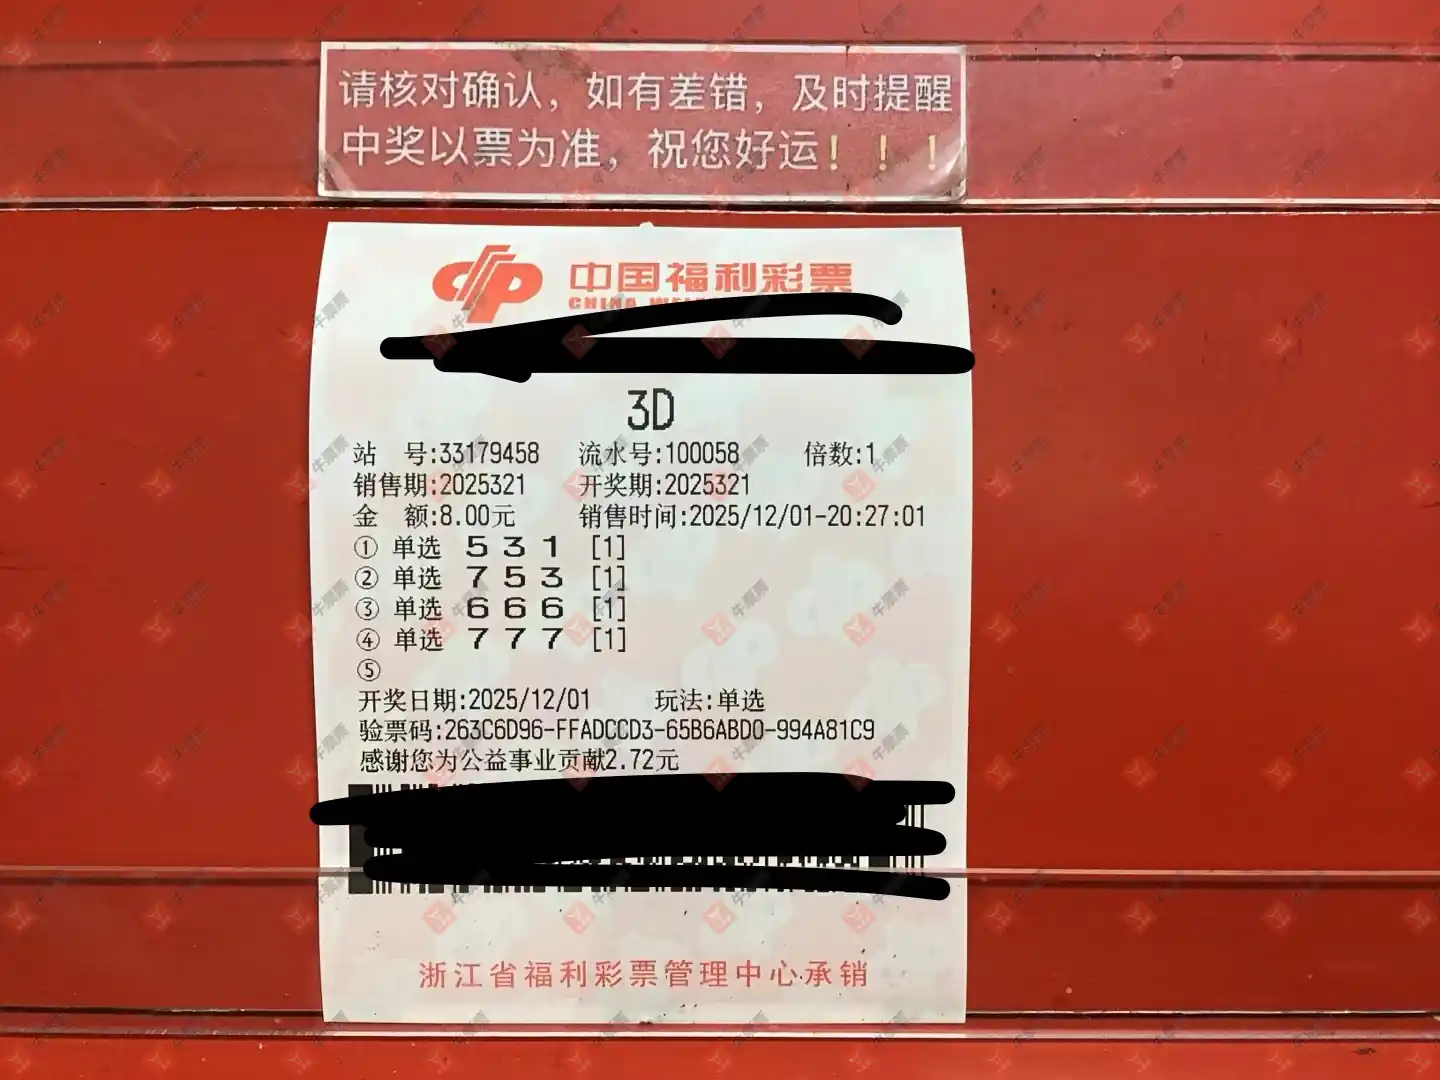 请核对确认，如有差错，及时提醒
中奖以票为准，祝您好运！！！
中国福利彩票
CHINA
3D
站 号:33179458 流水号:100058 倍数:1
销售期:2025321 开奖期:2025321
金 额:8.00元 销售时间:2025/12/01-20:27:01
① 单选 5 3 1 [1]
② 单选 7 5 3 [1]
③ 单选 6 6 6 [1]
④ 单选 7 7 7 [1]
⑤
开奖日期:2025/12/01 玩法:单选
验票码:263C6D96-FFADCCD3-65B6ABD0-994A81C9
感谢您为公益事业贡献2.72元
浙江省福利彩票管理中心承销
牛票票